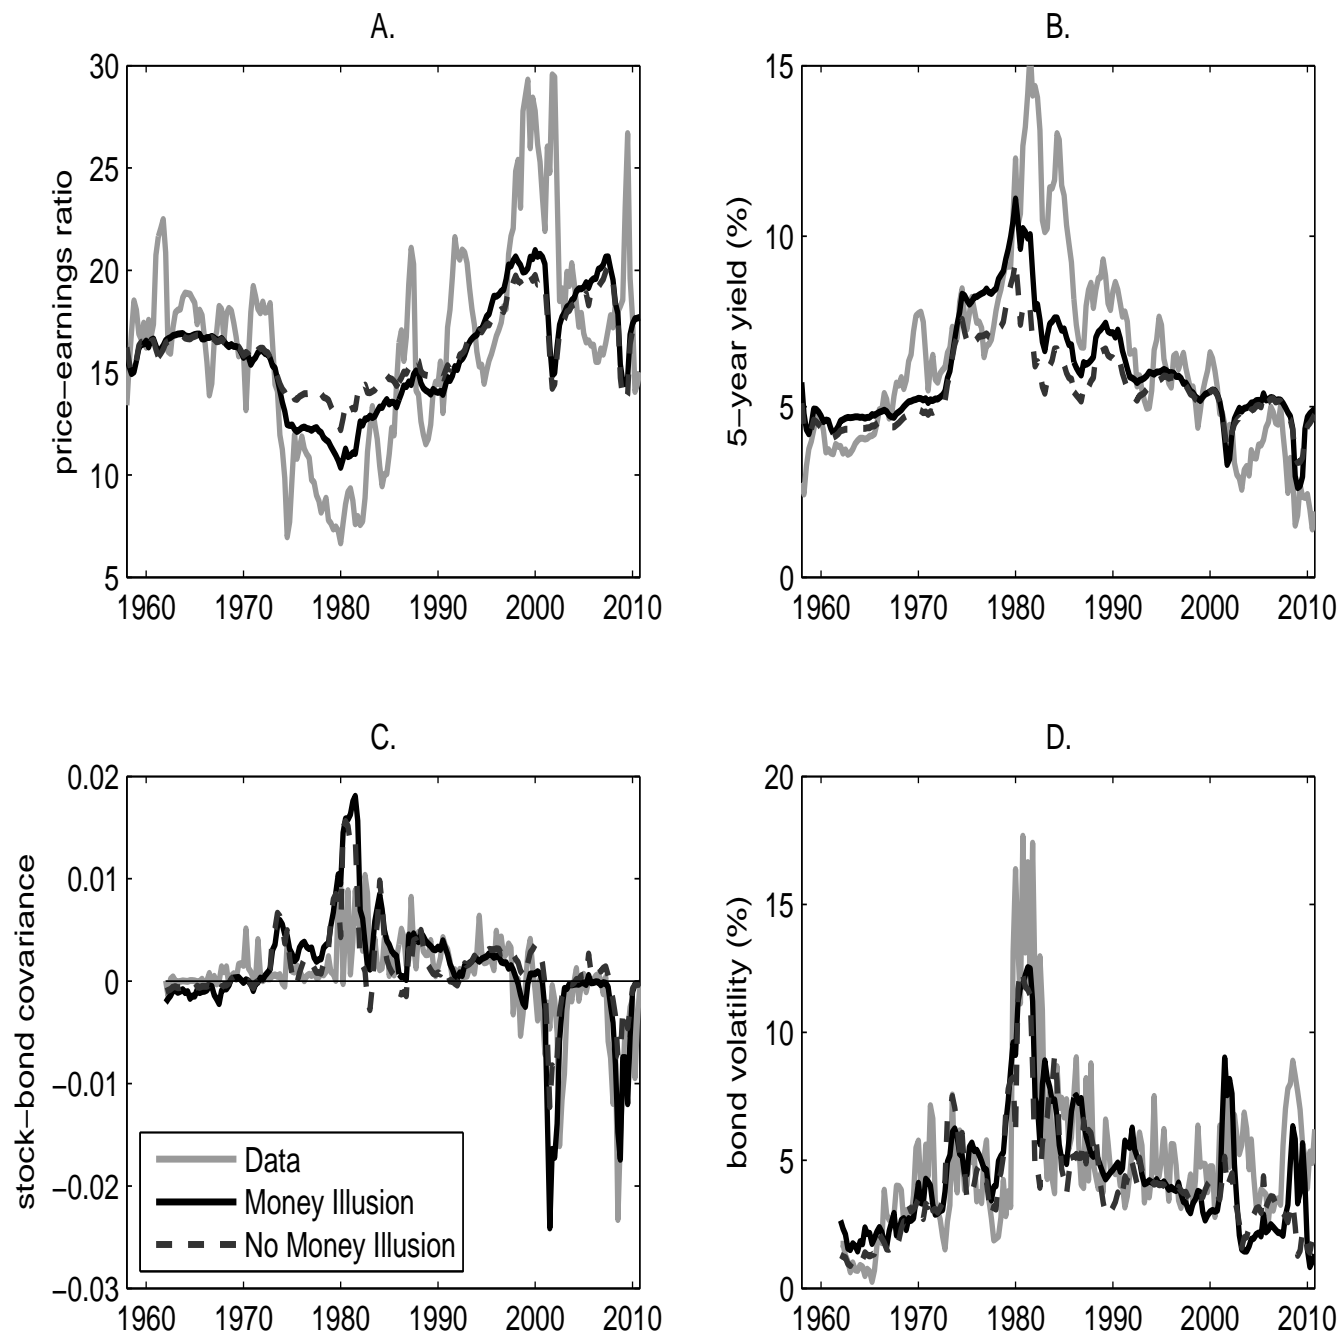 A.
price−earnings ratio
30
25
20
15
10
5
1960 1970 1980 1990 2000 2010
B.
5−year yield (%)
15
10
5
0
1960 1970 1980 1990 2000 2010
C.
stock−bond covariance
0.02
0.01
0
−0.01
−0.02
−0.03
Data
Money Illusion
No Money Illusion
1960 1970 1980 1990 2000 2010
D.
bond volatility (%)
20
15
10
5
0
1960 1970 1980 1990 2000 2010